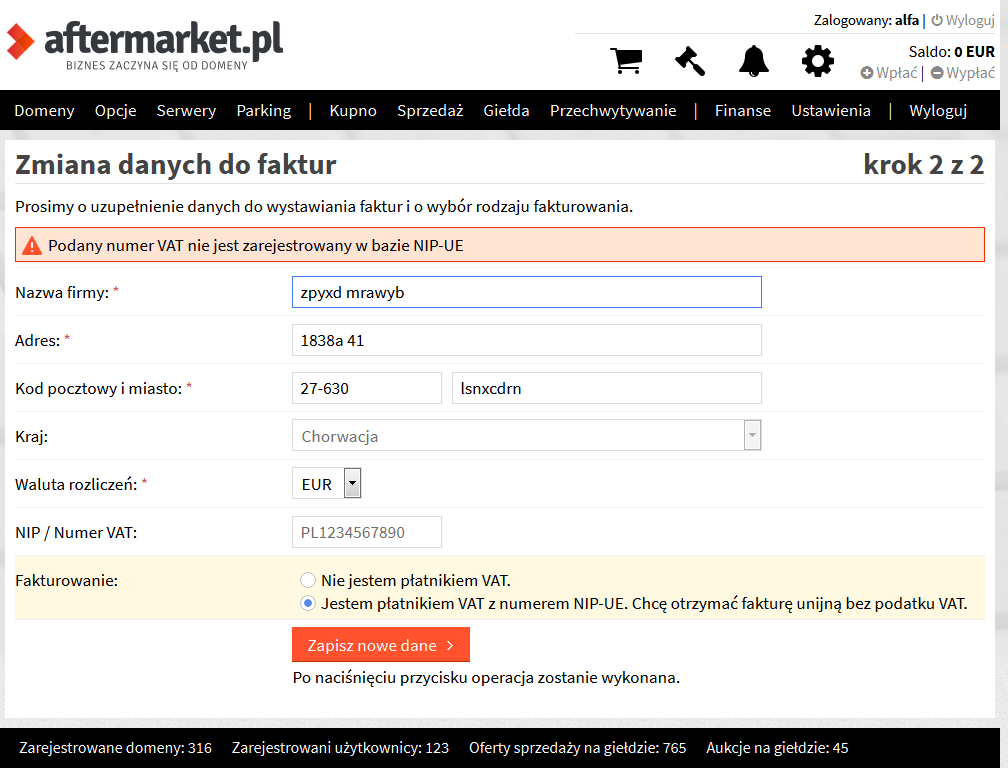 Zalogowany: alfa | Wyloguj
aftermarket.pl
BIZNES ZACZYNA SIĘ OD DOMENY
Saldo: 0 EUR
Wpłać | Wypłać
Domeny Opcje Serwery Parking | Kupno Sprzedaż Giełda Przechwytywanie | Finanse Ustawienia | Wyloguj
Zmiana danych do faktur krok 2 z 2
Prosimy o uzupełnienie danych do wystawiania faktur i o wybór rodzaju fakturowania.
Podany numer VAT nie jest zarejestrowany w bazie NIP-UE
Nazwa firmy: * zpyxd mrawyb
Adres: * 1838a 41
Kod pocztowy i miasto: * 27-630 lsnxcdrn
Kraj: Chorwacja
Waluta rozliczeń: * EUR
NIP / Numer VAT: PL1234567890
Fakturowanie: Nie jestem płatnikiem VAT.
Jestem płatnikiem VAT z numerem NIP-UE. Chcę otrzymać fakturę unijną bez podatku VAT.
Zapisz nowe dane >
Po naciśnięciu przycisku operacja zostanie wykonana.
Zarejestrowane domeny: 316 Zarejestrowani użytkownicy: 123 Oferty sprzedaży na giełdzie: 765 Aukcje na giełdzie: 45